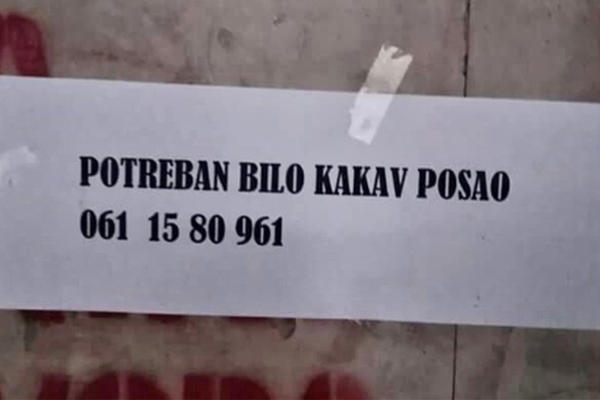 POTREBAN BILO KAKAV POSAO
061 15 80 961